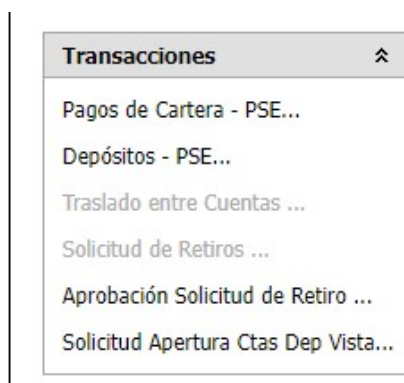 Transacciones
Pagos de Cartera - PSE...
Depósitos - PSE...
Traslado entre Cuentas ...
Solicitud de Retiros ...
Aprobación Solicitud de Retiro ...
Solicitud Apertura Ctas Dep Vista...